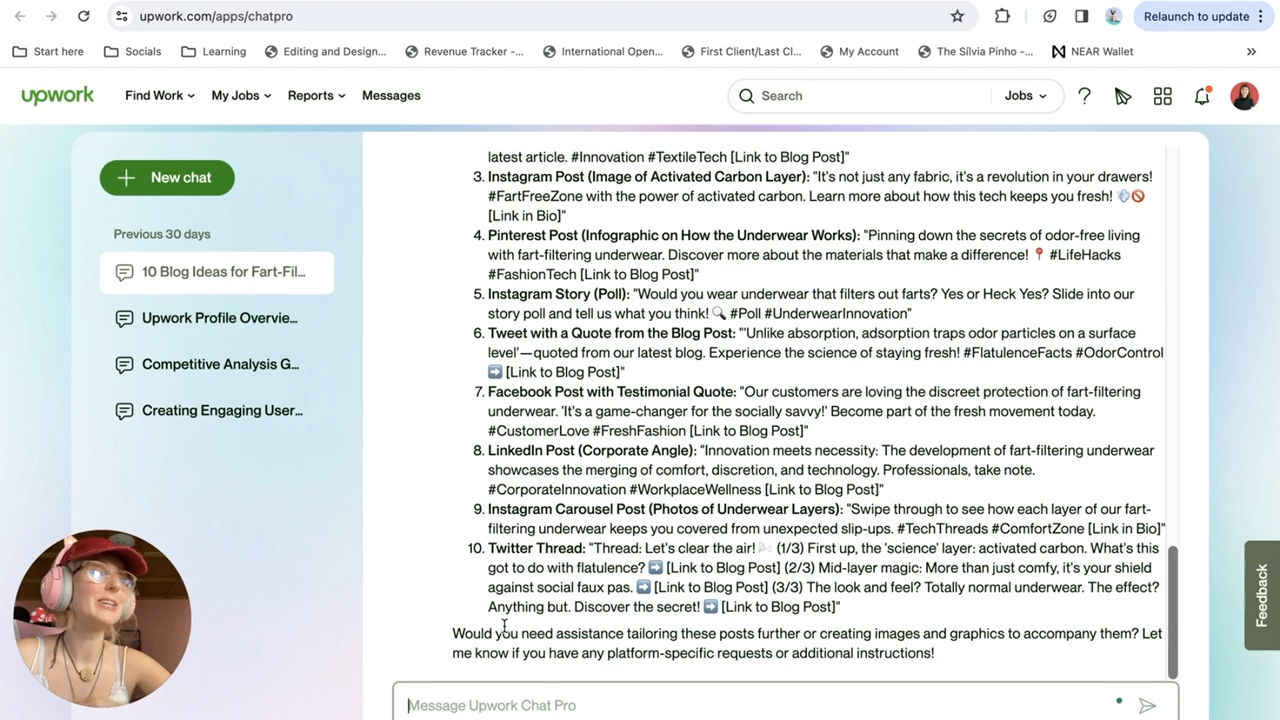 upwork.com/apps/chatpro
Relaunch to update
Start here
Socials
Learning
Editing and Design...
Revenue Tracker -...
International Open...
First Client/Last Cl...
My Account
The Sílvia Pinho -...
NEAR Wallet
upwork
Find Work
My Jobs
Reports
Messages
Search
Jobs
New chat
Previous 30 days
10 Blog Ideas for Fart-Fil...
Upwork Profile Overvie...
Competitive Analysis G...
Creating Engaging User...
latest article. #Innovation #TextileTech [Link to Blog Post]"
3. Instagram Post (Image of Activated Carbon Layer): "It's not just any fabric, it's a revolution in your drawers!
#FartFreeZone with the power of activated carbon. Learn more about how this tech keeps you fresh! 💨🚫
[Link in Bio]"
4. Pinterest Post (Infographic on How the Underwear Works): "Pinning down the secrets of odor-free living
with fart-filtering underwear. Discover more about the materials that make a difference! 📍 #LifeHacks
#FashionTech [Link to Blog Post]"
5. Instagram Story (Poll): "Would you wear underwear that filters out farts? Yes or Heck Yes? Slide into our
story poll and tell us what you think! 🔍 #Poll #UnderwearInnovation"
6. Tweet with a Quote from the Blog Post: "'Unlike absorption, adsorption traps odor particles on a surface
level'—quoted from our latest blog. Experience the science of staying fresh! #FlatulenceFacts #OdorControl
➡️ [Link to Blog Post]"
7. Facebook Post with Testimonial Quote: "Our customers are loving the discreet protection of fart-filtering
underwear. 'It's a game-changer for the socially savvy!' Become part of the fresh movement today.
#CustomerLove #FreshFashion [Link to Blog Post]"
8. LinkedIn Post (Corporate Angle): "Innovation meets necessity: The development of fart-filtering underwear
showcases the merging of comfort, discretion, and technology. Professionals, take note.
#CorporateInnovation #WorkplaceWellness [Link to Blog Post]"
9. Instagram Carousel Post (Photos of Underwear Layers): "Swipe through to see how each layer of our fart-
filtering underwear keeps you covered from unexpected slip-ups. #TechThreads #ComfortZone [Link in Bio]"
10. Twitter Thread: "Thread: Let's clear the air! 🌬️ (1/3) First up, the 'science' layer: activated carbon. What's this
got to do with flatulence? ➡️ [Link to Blog Post] (2/3) Mid-layer magic: More than just comfy, it's your shield
against social faux pas. ➡️ [Link to Blog Post] (3/3) The look and feel? Totally normal underwear. The effect?
Anything but. Discover the secret! ➡️ [Link to Blog Post]"
Would you need assistance tailoring these posts further or creating images and graphics to accompany them? Let
me know if you have any platform-specific requests or additional instructions!
Message Upwork Chat Pro
Feedback